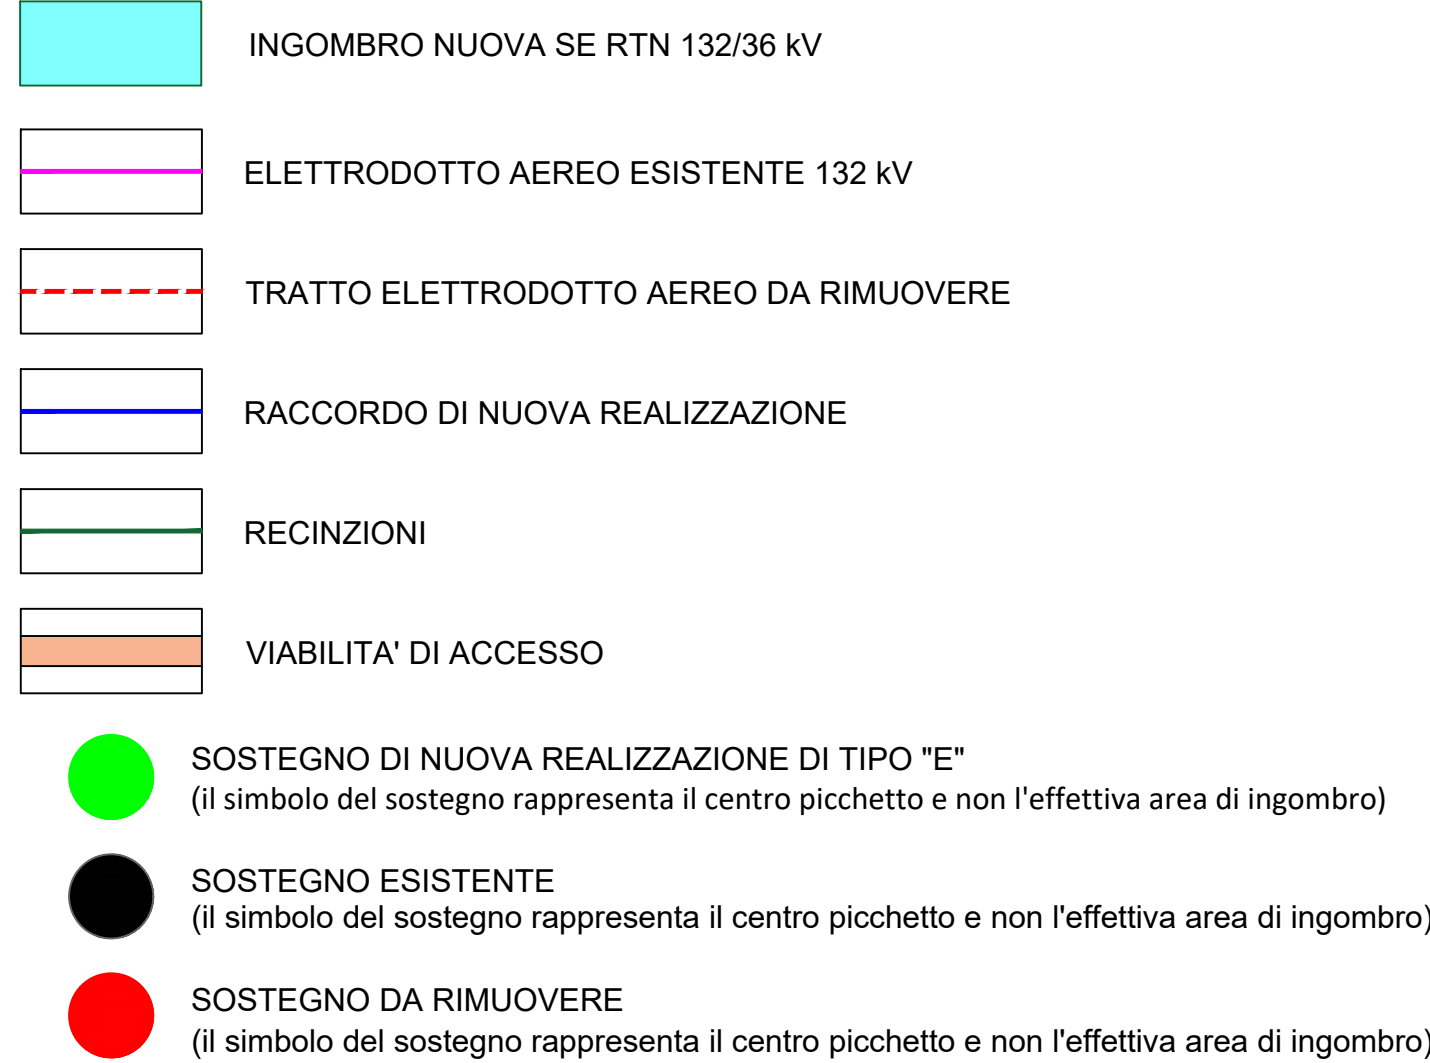 INGOMBRO NUOVA SE RTN 132/36 kV
ELETTRODOTTO AEREO ESISTENTE 132 kV
TRATTO ELETTRODOTTO AEREO DA RIMUOVERE
RACCORDO DI NUOVA REALIZZAZIONE
RECINZIONI
VIABILITA' DI ACCESSO
SOSTEGNO DI NUOVA REALIZZAZIONE DI TIPO "E"
(il simbolo del sostegno rappresenta il centro picchetto e non l'effettiva area di ingombro)
SOSTEGNO ESISTENTE
(il simbolo del sostegno rappresenta il centro picchetto e non l'effettiva area di ingombro)
SOSTEGNO DA RIMUOVERE
(il simbolo del sostegno rappresenta il centro picchetto e non l'effettiva area di ingombro)